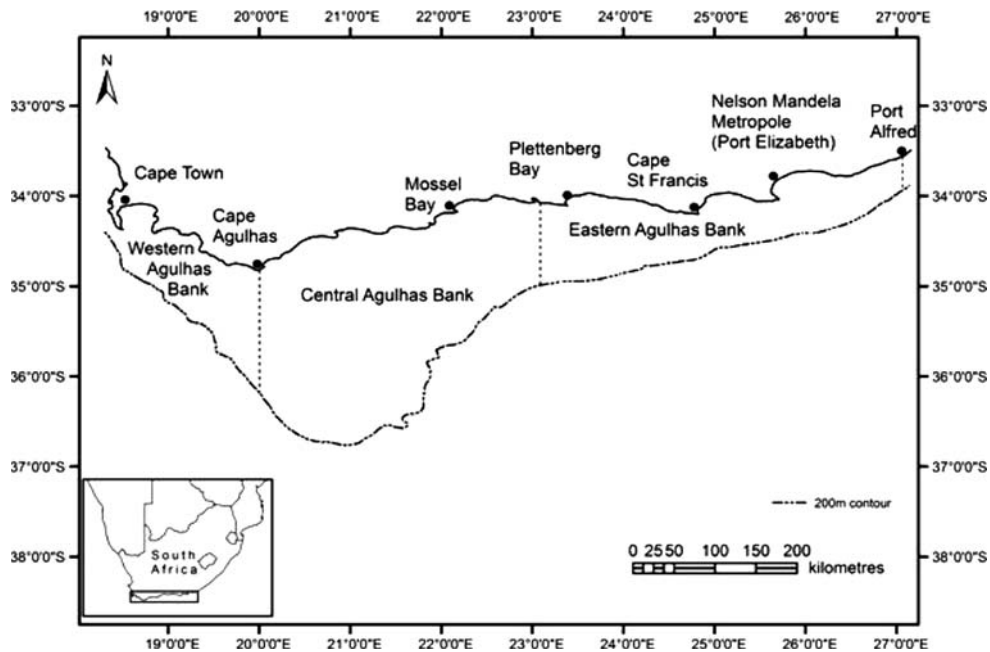 18°0'0"E 20°0'0"E 21°0'0"E 22°0'0"E 23°0'0"E 24°0'0"E 25°0'0"E 26°0'0"E 27°0'0"E
N
33°0'0"S
34°0'0"S
35°0'0"S
36°0'0"S
37°0'0"S
38°0'0"S
Cape Town
Western
Agulhas
Bank
Cape
Agulhas
Central Agulhas Bank
Mossel
Bay
Plettenberg
Bay
Cape
St Francis
Eastern Agulhas Bank
Nelson Mandela
Metropole
(Port Elizabeth)
Port
Alfred
33°0'0"S
34°0'0"S
35°0'0"S
36°0'0"S
37°0'0"S
38°0'0"S
200m contour
0 25 50 100 150 200
kilometres
South
Africa
19°0'0"E 20°0'0"E 21°0'0"E 22°0'0"E 23°0'0"E 24°0'0"E 25°0'0"E 26°0'0"E 27°0'0"E